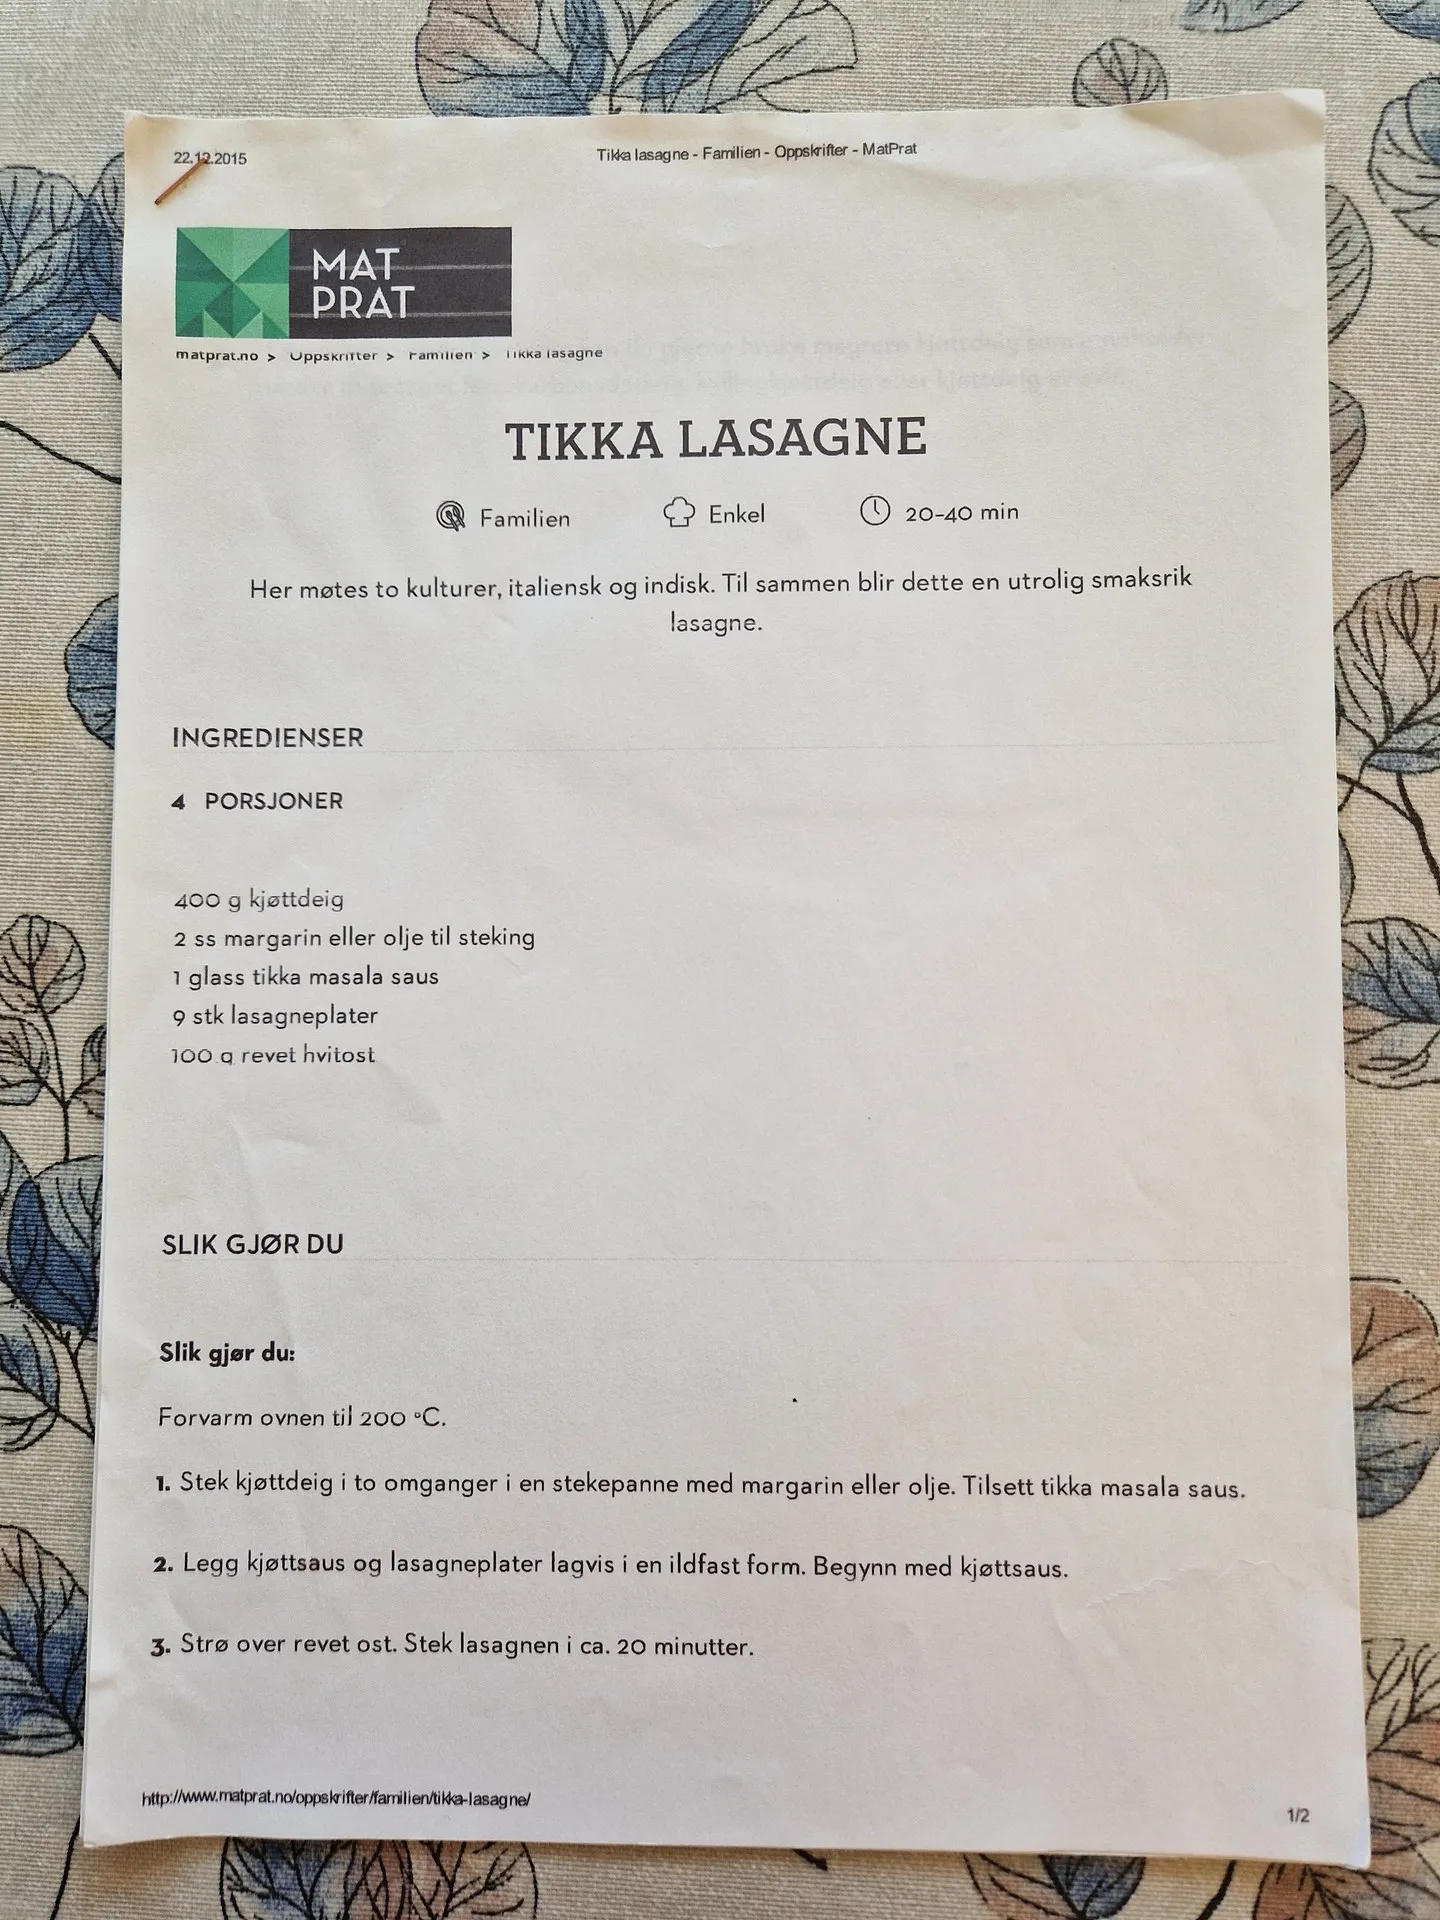 22.12.2015
Tikka lasagne - Familien - Oppskrifter - MatPrat
MAT
PRAT
matprat.no > Oppskrifter > Familien > Tikka lasagne
TIKKA LASAGNE
Familien Enkel 20-40 min
Her møtes to kulturer, italiensk og indisk. Til sammen blir dette en utrolig smaksrik
lasagne.
INGREDIENSER
4 PORSJONER
400 g kjøttdeig
2 ss margarin eller olje til steking
1 glass tikka masala saus
9 stk lasagneplater
100 g revet hvitost
SLIK GJØR DU
Slik gjør du:
Forvarm ovnen til 200 °C.
1. Stek kjøttdeig i to omganger i en stekepanne med margarin eller olje. Tilsett tikka masala saus.
2. Legg kjøttsaus og lasagneplater lagvis i en ildfast form. Begynn med kjøttsaus.
3. Strø over revet ost. Stek lasagnen i ca. 20 minutter.
http://www.matprat.no/oppskrifter/familien/tikka-lasagne/
1/2